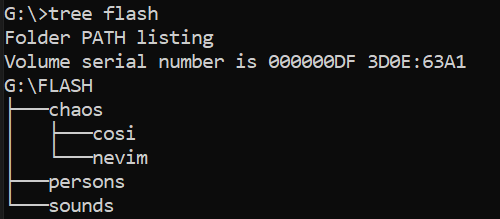 G:\>tree flash
Folder PATH listing
Volume serial number is 000000DF 3D0E:63A1
G:\FLASH
├───chaos
│   ├───cosi
│   └───nevim
├───persons
└───sounds